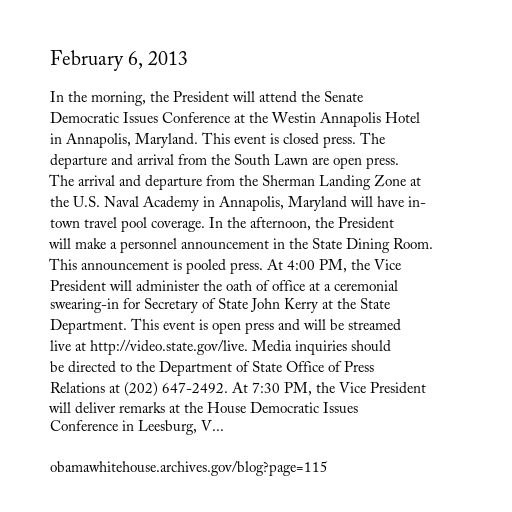 February 6, 2013
In the morning, the President will attend the Senate
Democratic Issues Conference at the Westin Annapolis Hotel
in Annapolis, Maryland. This event is closed press. The
departure and arrival from the South Lawn are open press.
The arrival and departure from the Sherman Landing Zone at
the U.S. Naval Academy in Annapolis, Maryland will have in-
town travel pool coverage. In the afternoon, the President
will make a personnel announcement in the State Dining Room.
This announcement is pooled press. At 4:00 PM, the Vice
President will administer the oath of office at a ceremonial
swearing-in for Secretary of State John Kerry at the State
Department. This event is open press and will be streamed
live at http://video.state.gov/live. Media inquiries should
be directed to the Department of State Office of Press
Relations at (202) 647-2492. At 7:30 PM, the Vice President
will deliver remarks at the House Democratic Issues
Conference in Leesburg, V...
obamawhitehouse.archives.gov/blog?page=115